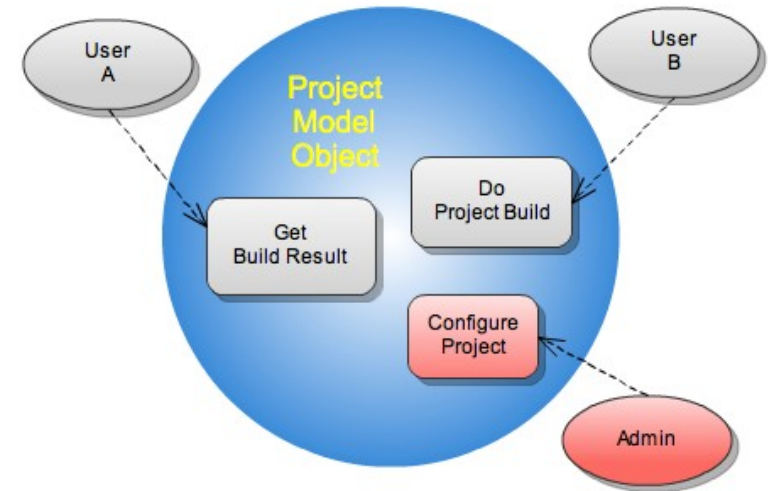 User
A
User
B
Project
Model
Object
Do
Project Build
Get
Build Result
Configure
Project
Admin